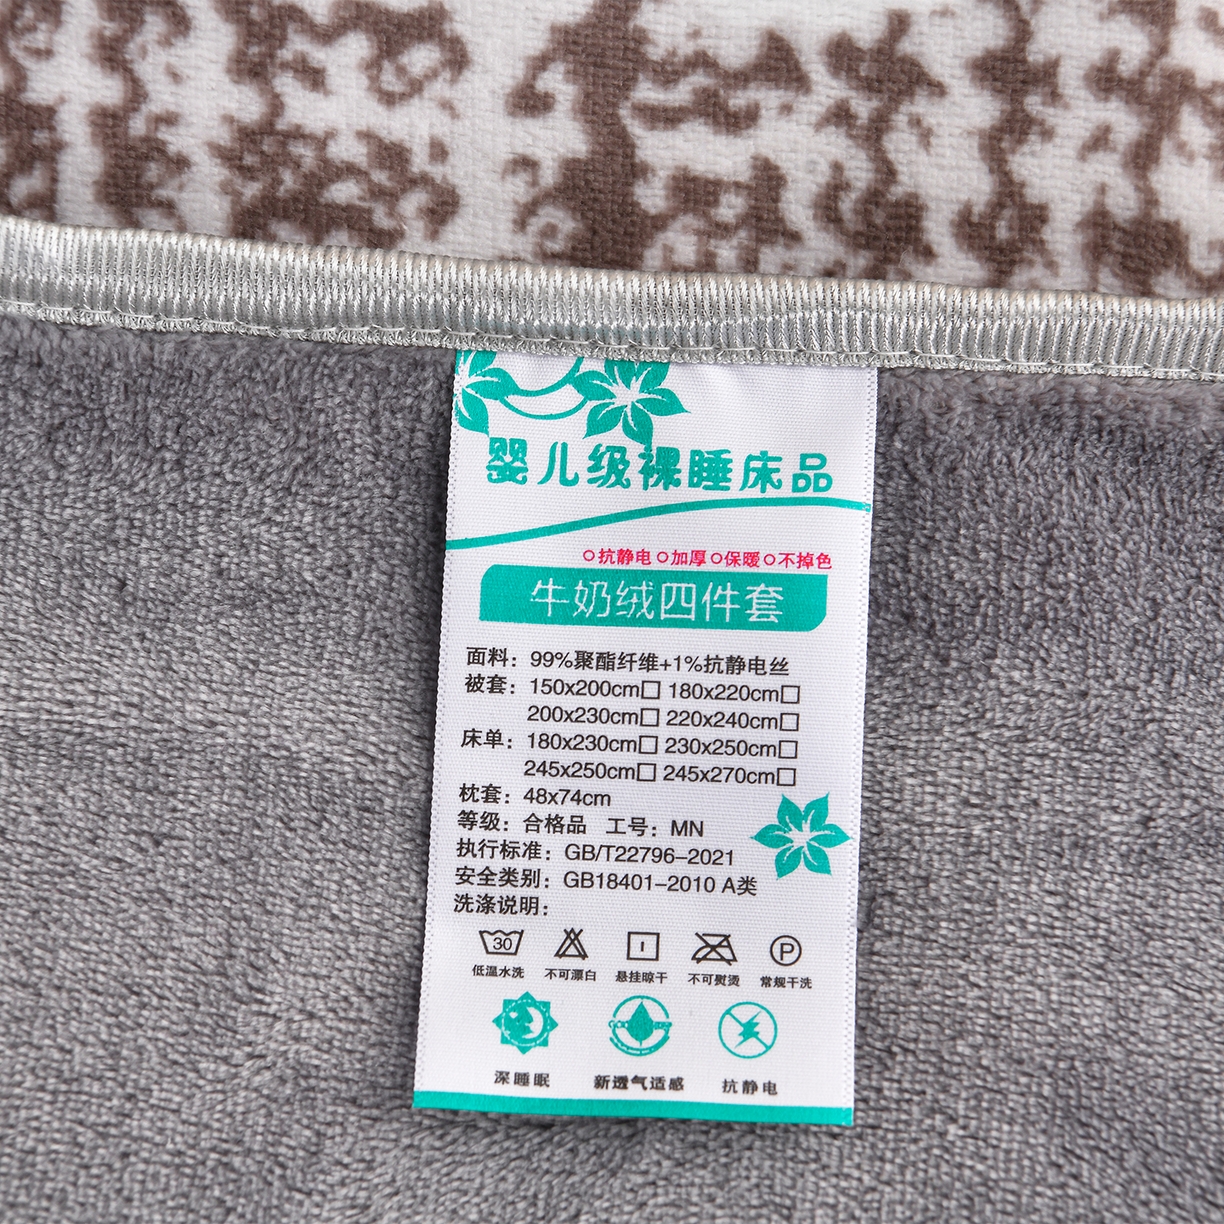 婴儿级裸睡床品
抗静电 加厚 保暖 不掉色
牛奶绒四件套
面料：99%聚酯纤维+1%抗静电丝
被套：150x200cm□ 180x220cm□
200x230cm□ 220x240cm□
床单：180x230cm□ 230x250cm□
245x250cm□ 245x270cm□
枕套：48x74cm
等级：合格品 工号：MN
执行标准：GB/T22796-2021
安全类别：GB18401-2010 A类
洗涤说明：
30 P
低温水洗 不可漂白 悬挂晾干 不可熨烫 常规干洗
深睡眠 新透气适感 抗静电